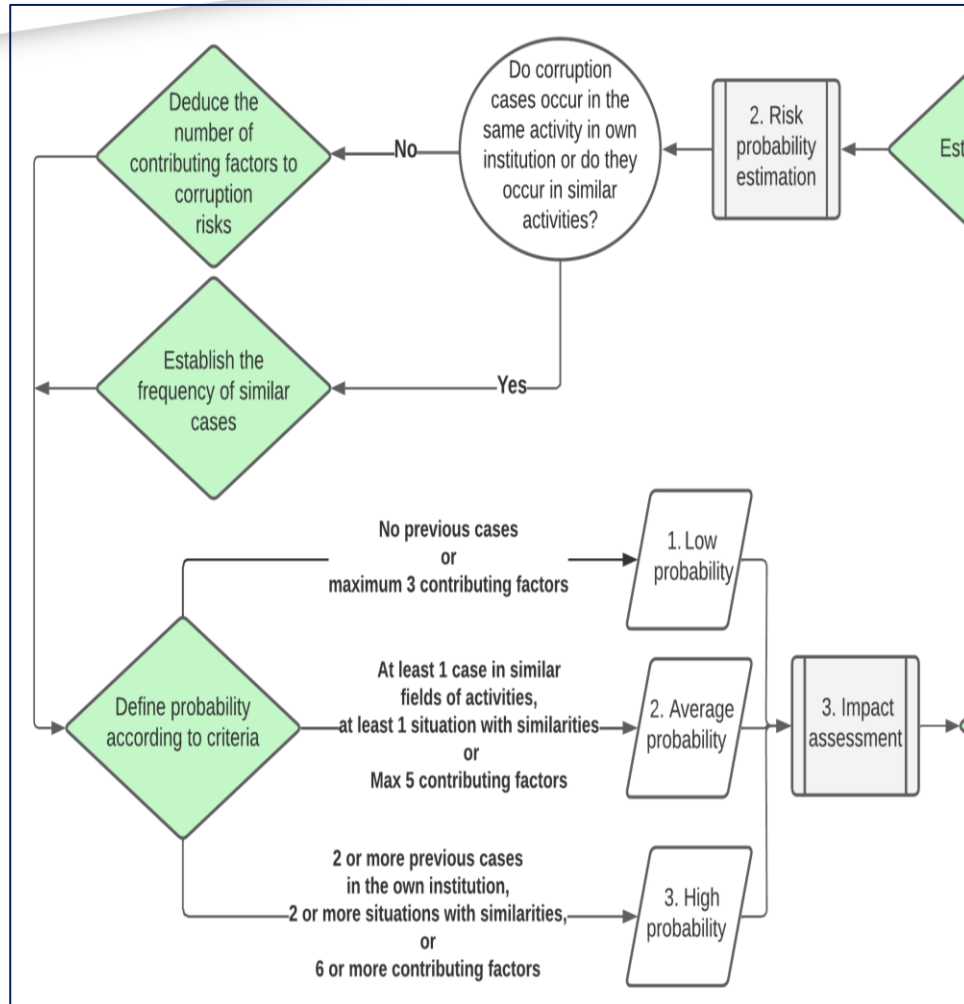 Deduce the
number of
contributing factors to
corruption
risks
No
Do corruption
cases occur in the
same activity in own
institution or do they
occur in similar
activities?
2. Risk
probability
estimation
Est
Establish the
frequency of similar
cases
Yes
No previous cases
or
maximum 3 contributing factors
1. Low
probability
Define probability
according to criteria
At least 1 case in similar
fields of activities,
at least 1 situation with similarities
or
Max 5 contributing factors
2. Average
probability
3. Impact
assessment
2 or more previous cases
in the own institution,
2 or more situations with similarities,
or
6 or more contributing factors
3. High
probability